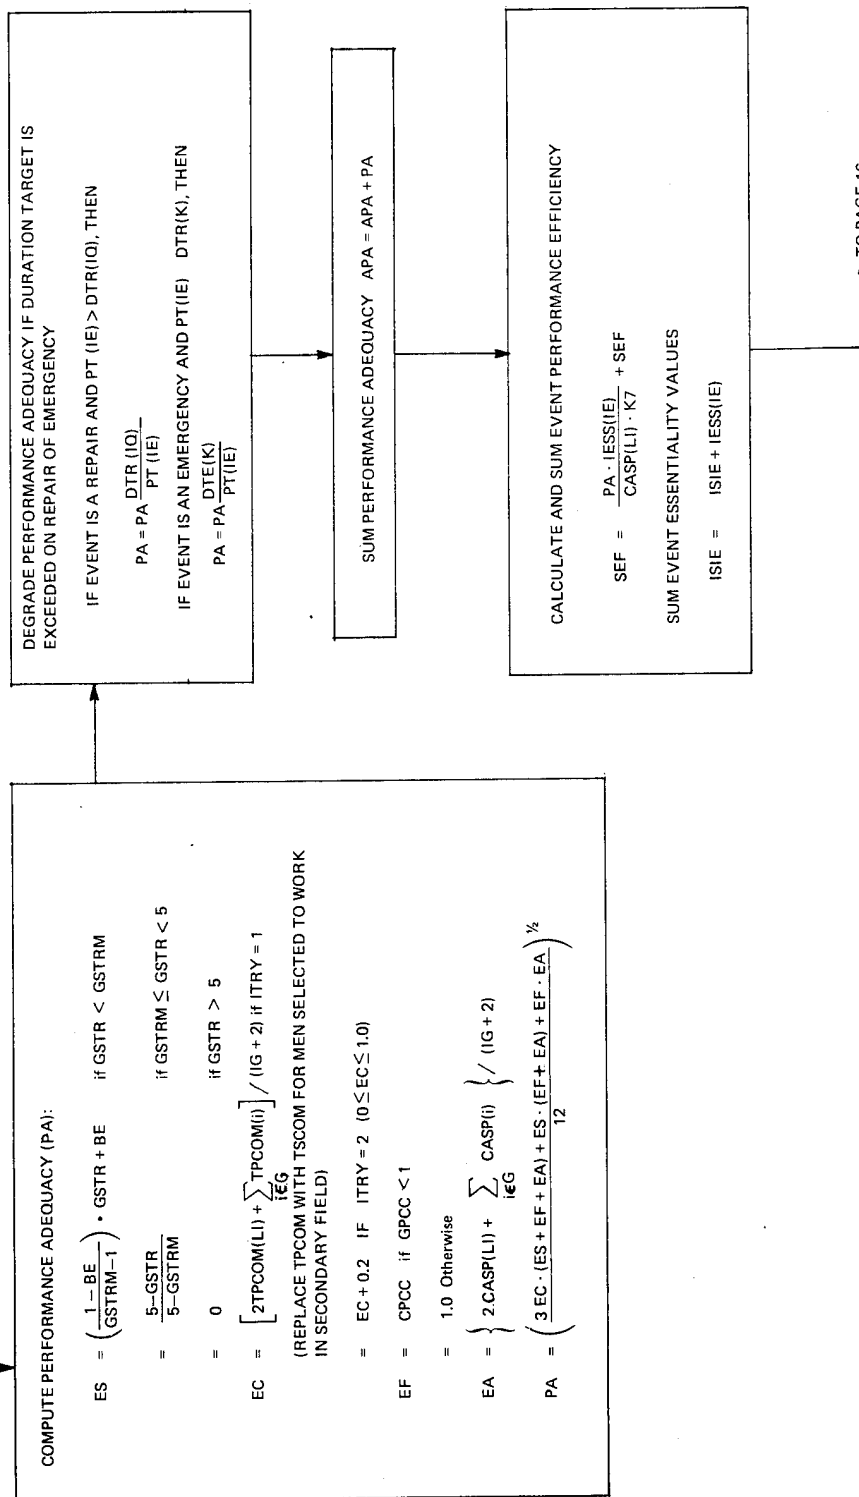 COMPUTE PERFORMANCE ADEQUACY (PA):
ES = ( (1 − BE) / (GSTRM−1) ) • GSTR + BE if GSTR < GSTRM
= (5−GSTR) / (5−GSTRM) if GSTRM ≤ GSTR < 5
= 0 if GSTR > 5
EC = [ 2TPCOM(LI) + ∑ i∈G TPCOM(i) ] / (IG + 2) if ITRY = 1
(REPLACE TPCOM WITH TSCOM FOR MEN SELECTED TO WORK
IN SECONDARY FIELD)
= EC + 0.2 IF ITRY = 2 (0 ≤ EC ≤ 1.0)
EF = CPCC if GPCC < 1
= 1.0 Otherwise
EA = } 2.CASP(LI) + ∑ i∈G CASP(i) } / (IG + 2)
PA = ( (3 EC · (ES + EF + EA) + ES · (EF + EA) + EF · EA) / 12 ) ½
DEGRADE PERFORMANCE ADEQUACY IF DURATION TARGET IS
EXCEEDED ON REPAIR OF EMERGENCY
IF EVENT IS A REPAIR AND PT (IE) > DTR(IQ), THEN
PA = PA DTR (IQ) / PT (IE)
IF EVENT IS AN EMERGENCY AND PT(IE) DTR(K), THEN
PA = PA DTE(K) / PT(IE)
SUM PERFORMANCE ADEQUACY APA = APA + PA
CALCULATE AND SUM EVENT PERFORMANCE EFFICIENCY
SEF = (PA · IESS(IE)) / (CASP(LI) · K7) + SEF
SUM EVENT ESSENTIALITY VALUES
ISIE = ISIE + IESS(IE)
TO PAGE